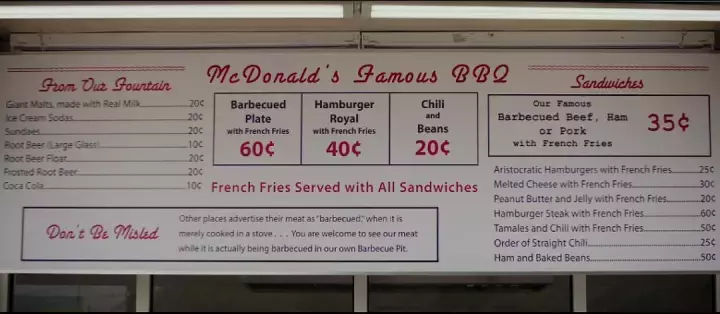 McDonald's Famous BBQ
From Our Fountain
Giant Malts, made with Real Milk 20¢
Ice Cream Sodas 20¢
Sundaes 20¢
Root Beer (Large Glass) 10¢
Root Beer Float 20¢
Frosted Root Beer 20¢
Coca Cola 10¢
Barbecued
Plate
with French Fries
60¢
Hamburger
Royal
with French Fries
40¢
Chili
and
Beans
20¢
French Fries Served with All Sandwiches
Don't Be Misled
Other places advertise their meat as "barbecued," when it is
merely cooked in a stove . . . You are welcome to see our meat
while it is actually being barbecued in our own Barbecue Pit.
Sandwiches
Our Famous
Barbecued Beef, Ham
or Pork
with French Fries
35¢
Aristocratic Hamburgers with French Fries 25¢
Melted Cheese with French Fries 30¢
Peanut Butter and Jelly with French Fries 20¢
Hamburger Steak with French Fries 60¢
Tamales and Chili with French Fries 50¢
Order of Straight Chili 25¢
Ham and Baked Beans 50¢